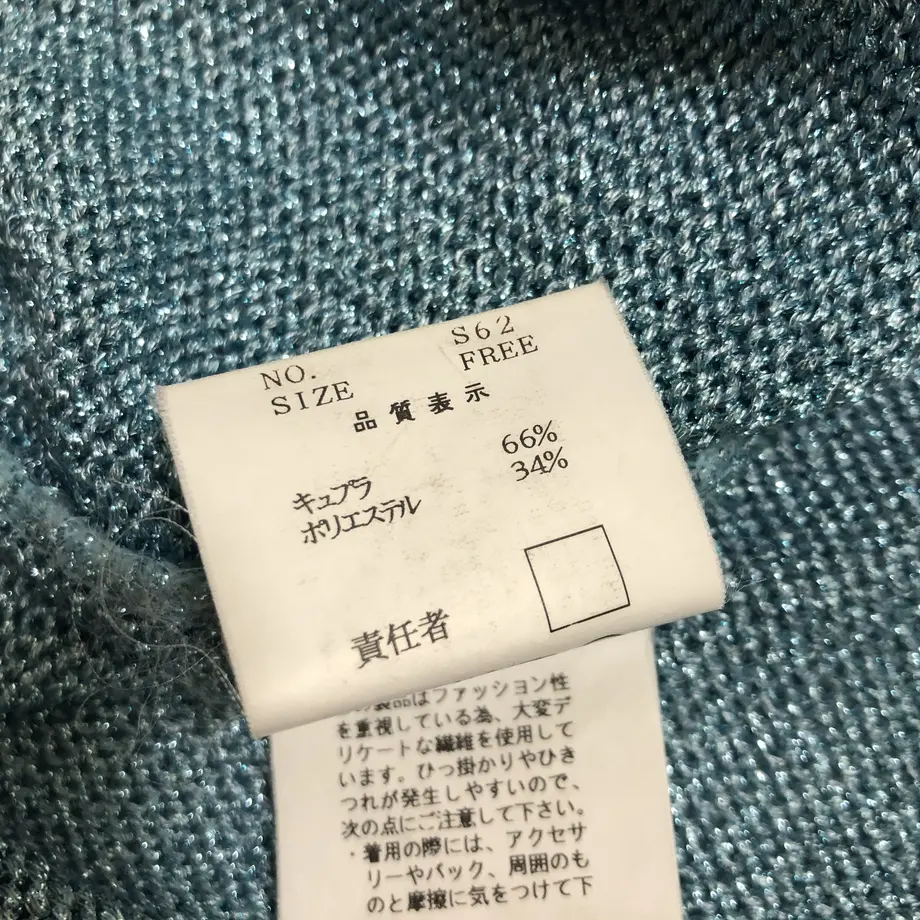 NO. S62
SIZE FREE
品質表示
キュプラ 66%
ポリエステル 34%
責任者
製品はファッション性
を重視している為、大変デ
リケートな繊維を使用して
います。ひっ掛かりやひき
つれが発生しやすいので、
次の点にご注意して下さい。
・着用の際には、アクセサ
リーやバック、周囲のも
のと摩擦に気をつけて下